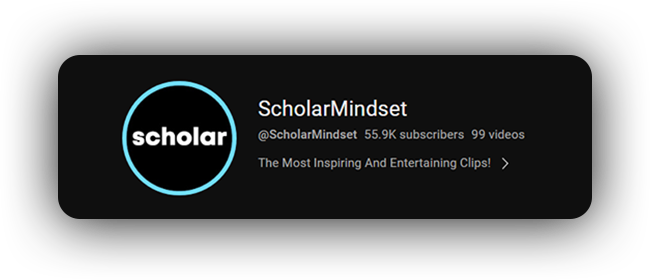 scholar
ScholarMindset
@ScholarMindset 55.9K subscribers 99 videos
The Most Inspiring And Entertaining Clips!